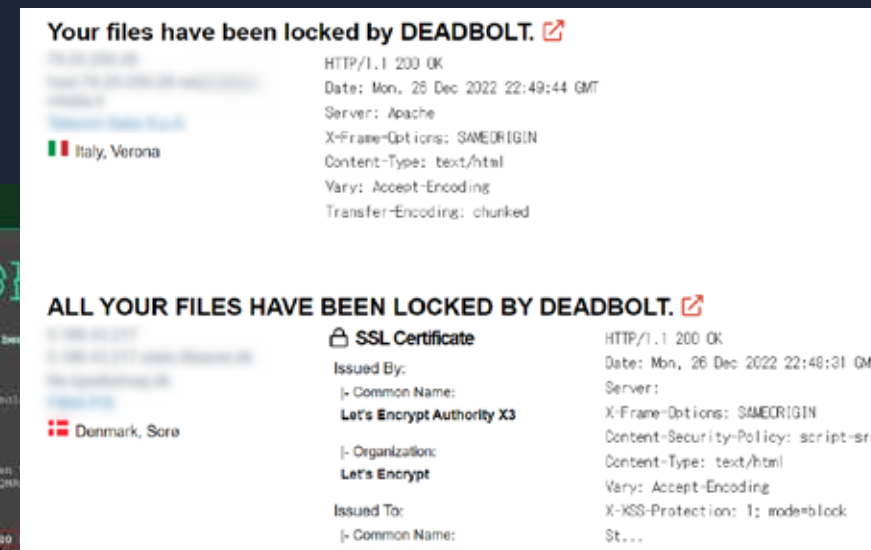 Your files have been locked by DEADBOLT.
HTTP/1.1 200 OK
Date: Mon, 26 Dec 2022 22:49:44 GMT
Server: Apache
X-Frame-Options: SAMEORIGIN
Content-Type: text/html
Vary: Accept-Encoding
Transfer-Encoding: chunked
Italy, Verona
ALL YOUR FILES HAVE BEEN LOCKED BY DEADBOLT.
Denmark, Sorø
SSL Certificate
Issued By:
|- Common Name:
Let's Encrypt Authority X3
|- Organization:
Let's Encrypt
Issued To:
|- Common Name:
HTTP/1.1 200 OK
Date: Mon, 26 Dec 2022 22:48:31 GM
Server:
X-Frame-Options: SAMEORIGIN
Content-Security-Policy: script-sr
Content-Type: text/html
Vary: Accept-Encoding
X-XSS-Protection: 1; mode=block
St...